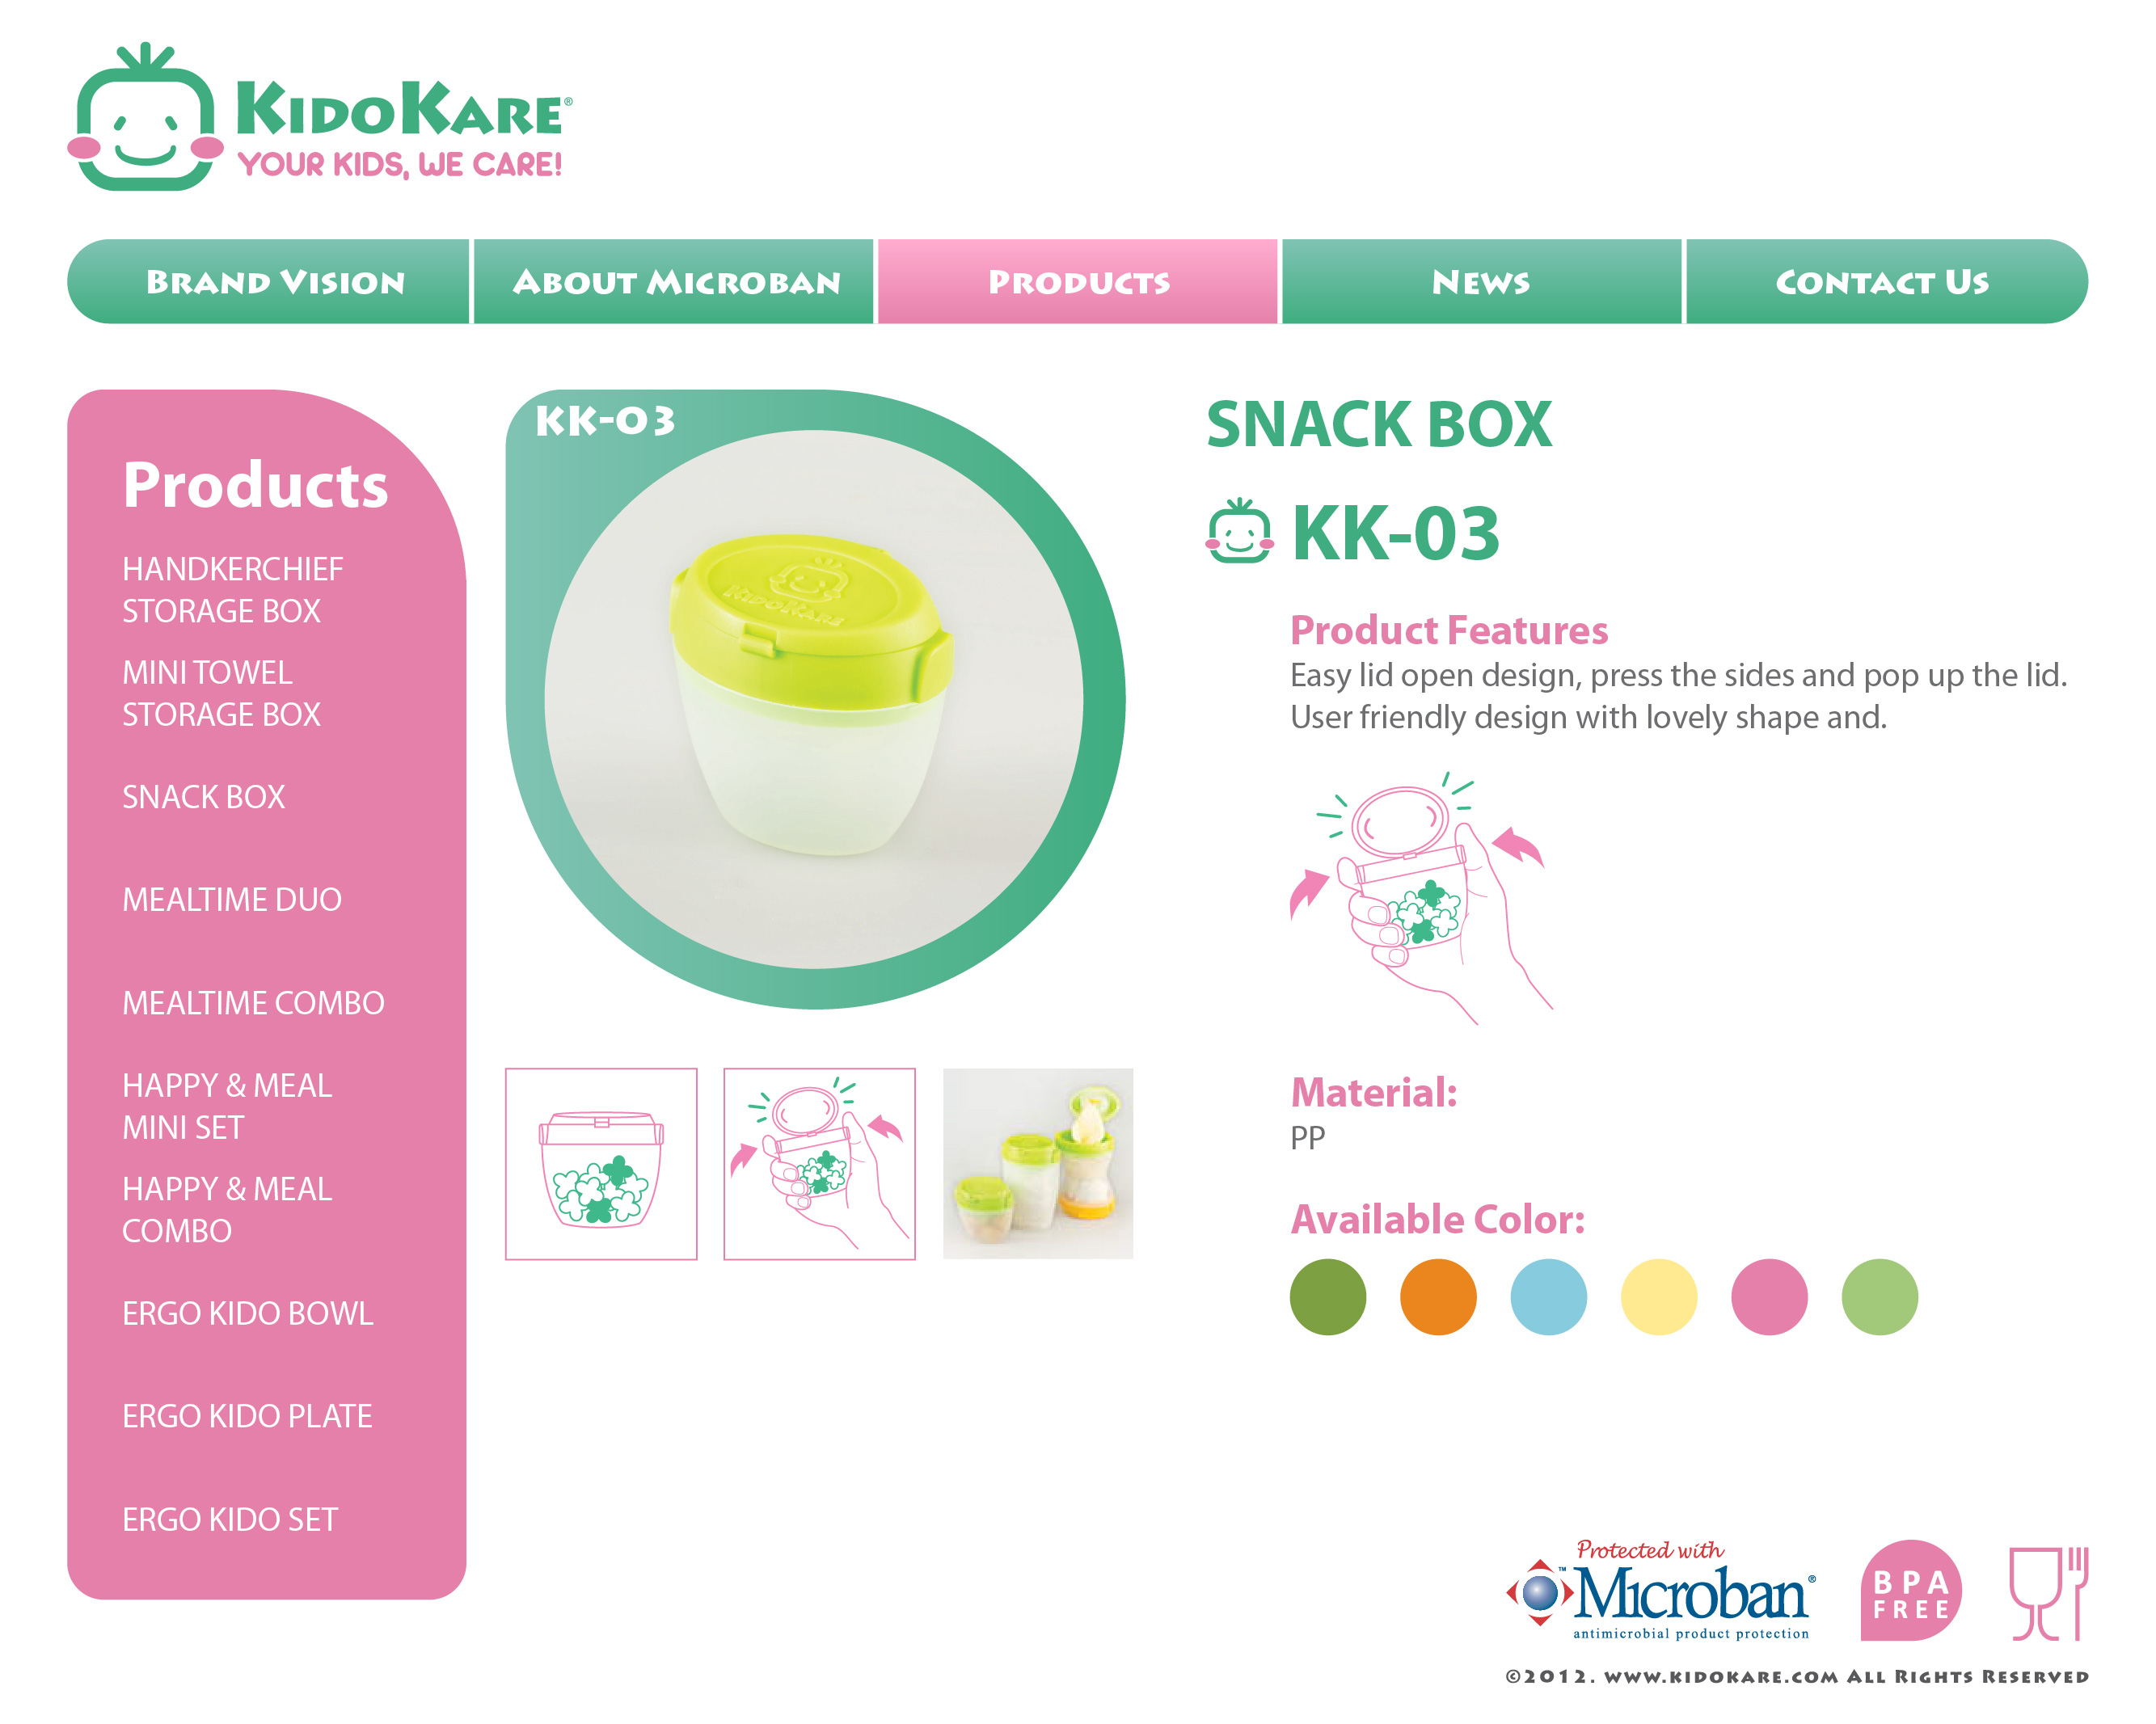 KIDOKARE®
YOUR KIDS, WE CARE!
BRAND VISION
ABOUT MICROBAN
PRODUCTS
NEWS
CONTACT US
Products
HANDKERCHIEF
STORAGE BOX
MINI TOWEL
STORAGE BOX
SNACK BOX
MEALTIME DUO
MEALTIME COMBO
HAPPY & MEAL
MINI SET
HAPPY & MEAL
COMBO
ERGO KIDO BOWL
ERGO KIDO PLATE
ERGO KIDO SET
KK-03
KIDOKARE
SNACK BOX
KK-03
Product Features
Easy lid open design, press the sides and pop up the lid.
User friendly design with lovely shape and.
Material:
PP
Available Color:
Protected with
™Microban®
antimicrobial product protection
BPA
FREE
©2012. WWW.KIDOKARE.COM ALL RIGHTS RESERVED